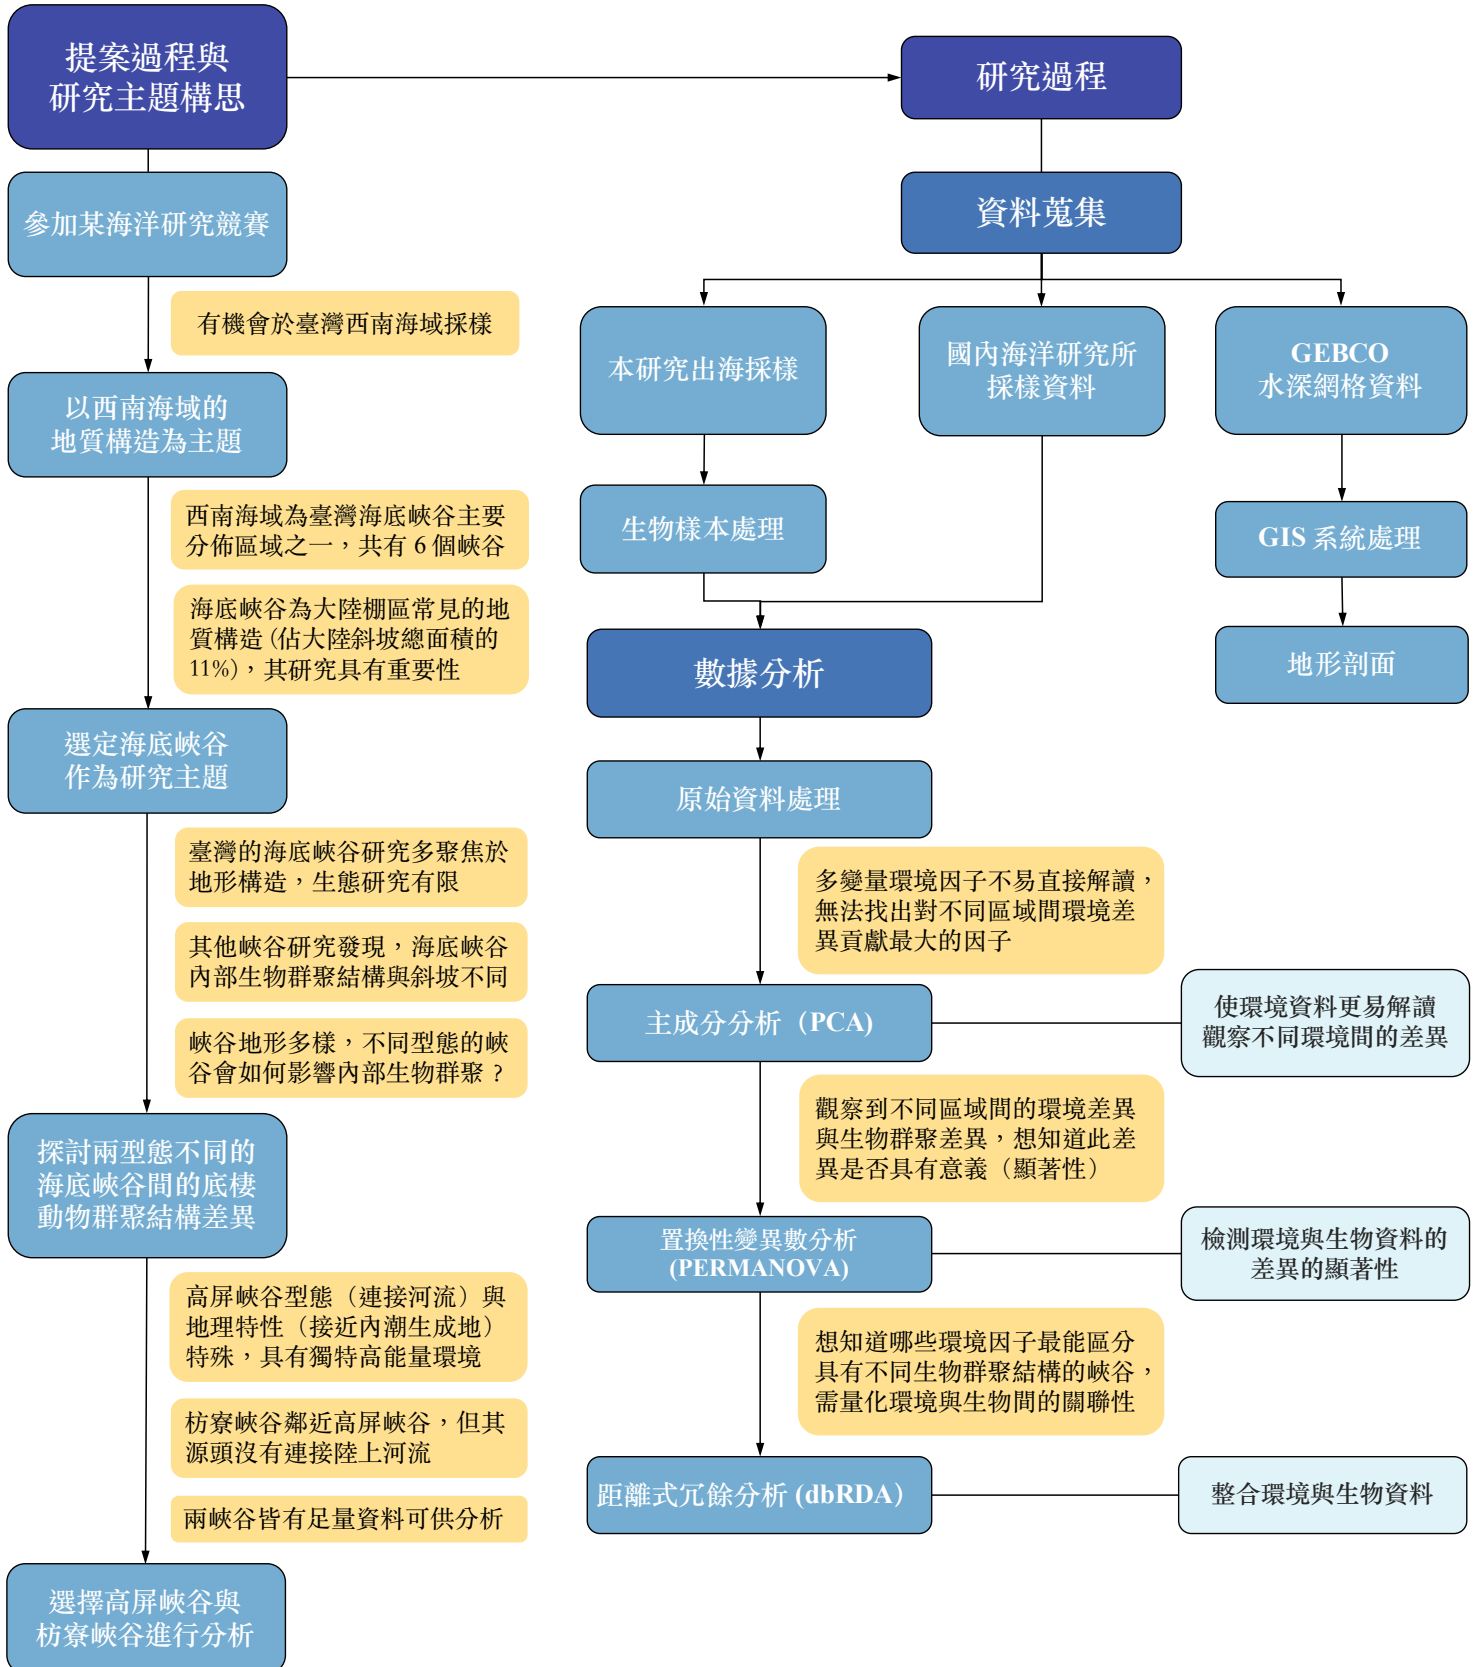 提案過程與
研究主題構思
參加某海洋研究競賽
有機會於臺灣西南海域採樣
以西南海域的
地質構造為主題
西南海域為臺灣海底峽谷主要
分佈區域之一，共有 6 個峽谷
海底峽谷為大陸棚區常見的地
質構造 (佔大陸斜坡總面積的
11%)，其研究具有重要性
選定海底峽谷
作為研究主題
臺灣的海底峽谷研究多聚焦於
地形構造，生態研究有限
其他峽谷研究發現，海底峽谷
內部生物群聚結構與斜坡不同
峽谷地形多樣，不同型態的峽
谷會如何影響內部生物群聚？
探討兩型態不同的
海底峽谷間的底棲
動物群聚結構差異
高屏峽谷型態（連接河流）與
地理特性（接近內潮生成地）
特殊，具有獨特高能量環境
枋寮峽谷鄰近高屏峽谷，但其
源頭沒有連接陸上河流
兩峽谷皆有足量資料可供分析
選擇高屏峽谷與
枋寮峽谷進行分析
研究過程
資料蒐集
本研究出海採樣
國內海洋研究所
採樣資料
GEBCO
水深網格資料
生物樣本處理
GIS 系統處理
地形剖面
數據分析
原始資料處理
多變量環境因子不易直接解讀，
無法找出對不同區域間環境差
異貢獻最大的因子
主成分分析（PCA)
使環境資料更易解讀
觀察不同環境間的差異
觀察到不同區域間的環境差異
與生物群聚差異，想知道此差
異是否具有意義（顯著性）
置換性變異數分析
(PERMANOVA)
檢測環境與生物資料的
差異的顯著性
想知道哪些環境因子最能區分
具有不同生物群聚結構的峽谷，
需量化環境與生物間的關聯性
距離式冗餘分析 (dbRDA）
整合環境與生物資料